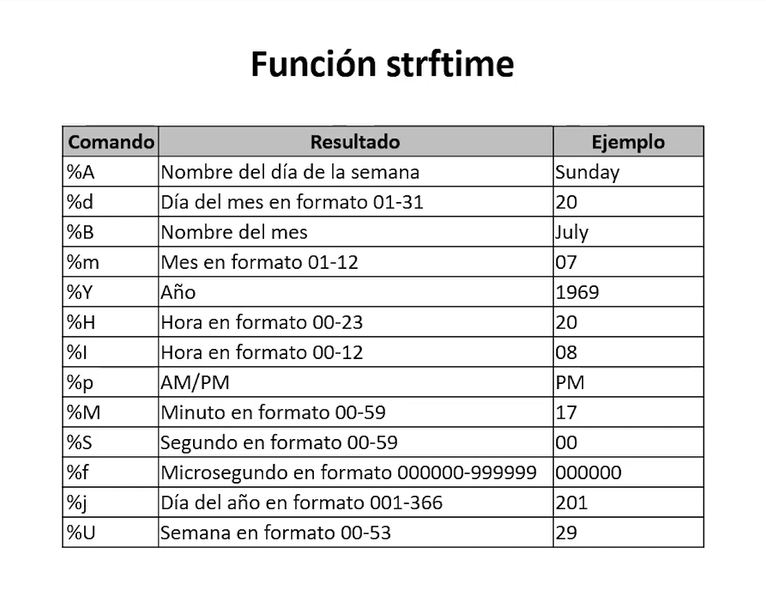 Función strftime
Comando Resultado Ejemplo
%A Nombre del día de la semana Sunday
%d Día del mes en formato 01-31 20
%B Nombre del mes July
%m Mes en formato 01-12 07
%Y Año 1969
%H Hora en formato 00-23 20
%I Hora en formato 00-12 08
%p AM/PM PM
%M Minuto en formato 00-59 17
%S Segundo en formato 00-59 00
%f Microsegundo en formato 000000-999999 000000
%j Día del año en formato 001-366 201
%U Semana en formato 00-53 29